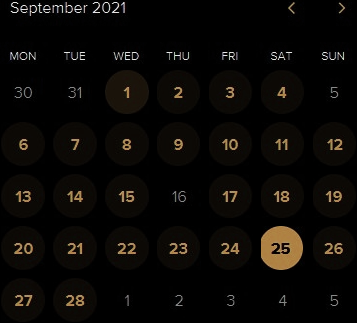 September 2021
MON TUE WED THU FRI SAT SUN
30 31 1 2 3 4 5
6 7 8 9 10 11 12
13 14 15 16 17 18 19
20 21 22 23 24 25 26
27 28 1 2 3 4 5